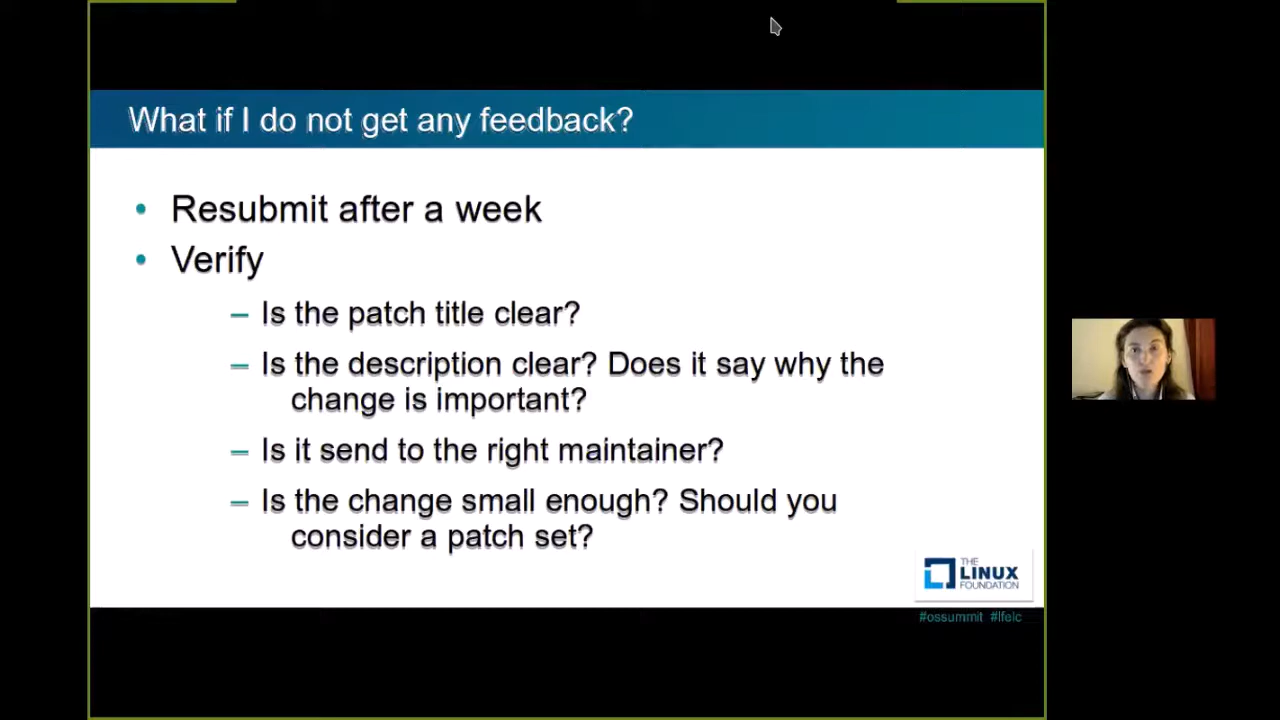 What if I do not get any feedback?
• Resubmit after a week
• Verify
– Is the patch title clear?
– Is the description clear? Does it say why the
change is important?
– Is it send to the right maintainer?
– Is the change small enough? Should you
consider a patch set?
THE
LINUX
FOUNDATION
#ossummit #lfelc